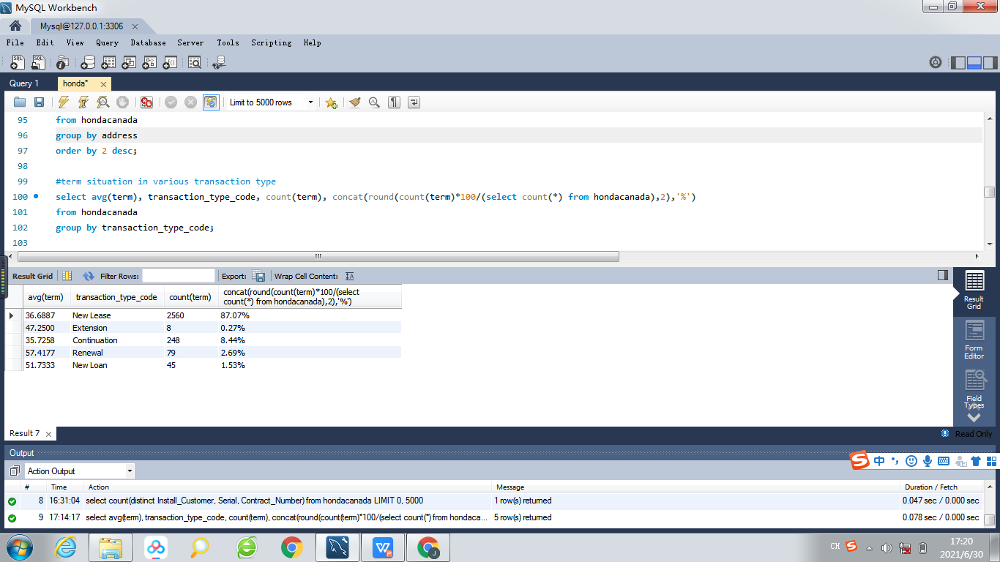 MySQL Workbench
Mysql@127.0.0.1:3306
File Edit View Query Database Server Tools Scripting Help
Query 1 honda*
Limit to 5000 rows
95 from hondacanada
96 group by address
97 order by 2 desc;
98
99 #term situation in various transaction type
100 select avg(term), transaction_type_code, count(term), concat(round(count(term)*100/(select count(*) from hondacanada),2),'%')
101 from hondacanada
102 group by transaction_type_code;
103
Result Grid Filter Rows: Export: Wrap Cell Content:
avg(term) transaction_type_code count(term) concat(round(count(term)*100/(select
count(*) from hondacanada),2),'%')
36.6887 New Lease 2560 87.07%
47.2500 Extension 8 0.27%
35.7258 Continuation 248 8.44%
57.4177 Renewal 79 2.69%
51.7333 New Loan 45 1.53%
Result
Grid
Form
Editor
Field
Types
Result 7
Read Only
Output
中
Action Output
# Time Action Message Duration / Fetch
8 16:31:04 select count(distinct Install_Customer, Serial, Contract_Number) from hondacanada LIMIT 0, 5000 1 row(s) returned 0.047 sec / 0.000 sec
9 17:14:17 select avg(term), transaction_type_code, count(term), concat(round(count(term)*100/(select count(*) from hondaca... 5 row(s) returned 0.078 sec / 0.000 sec
CH
17:20
2021/6/30